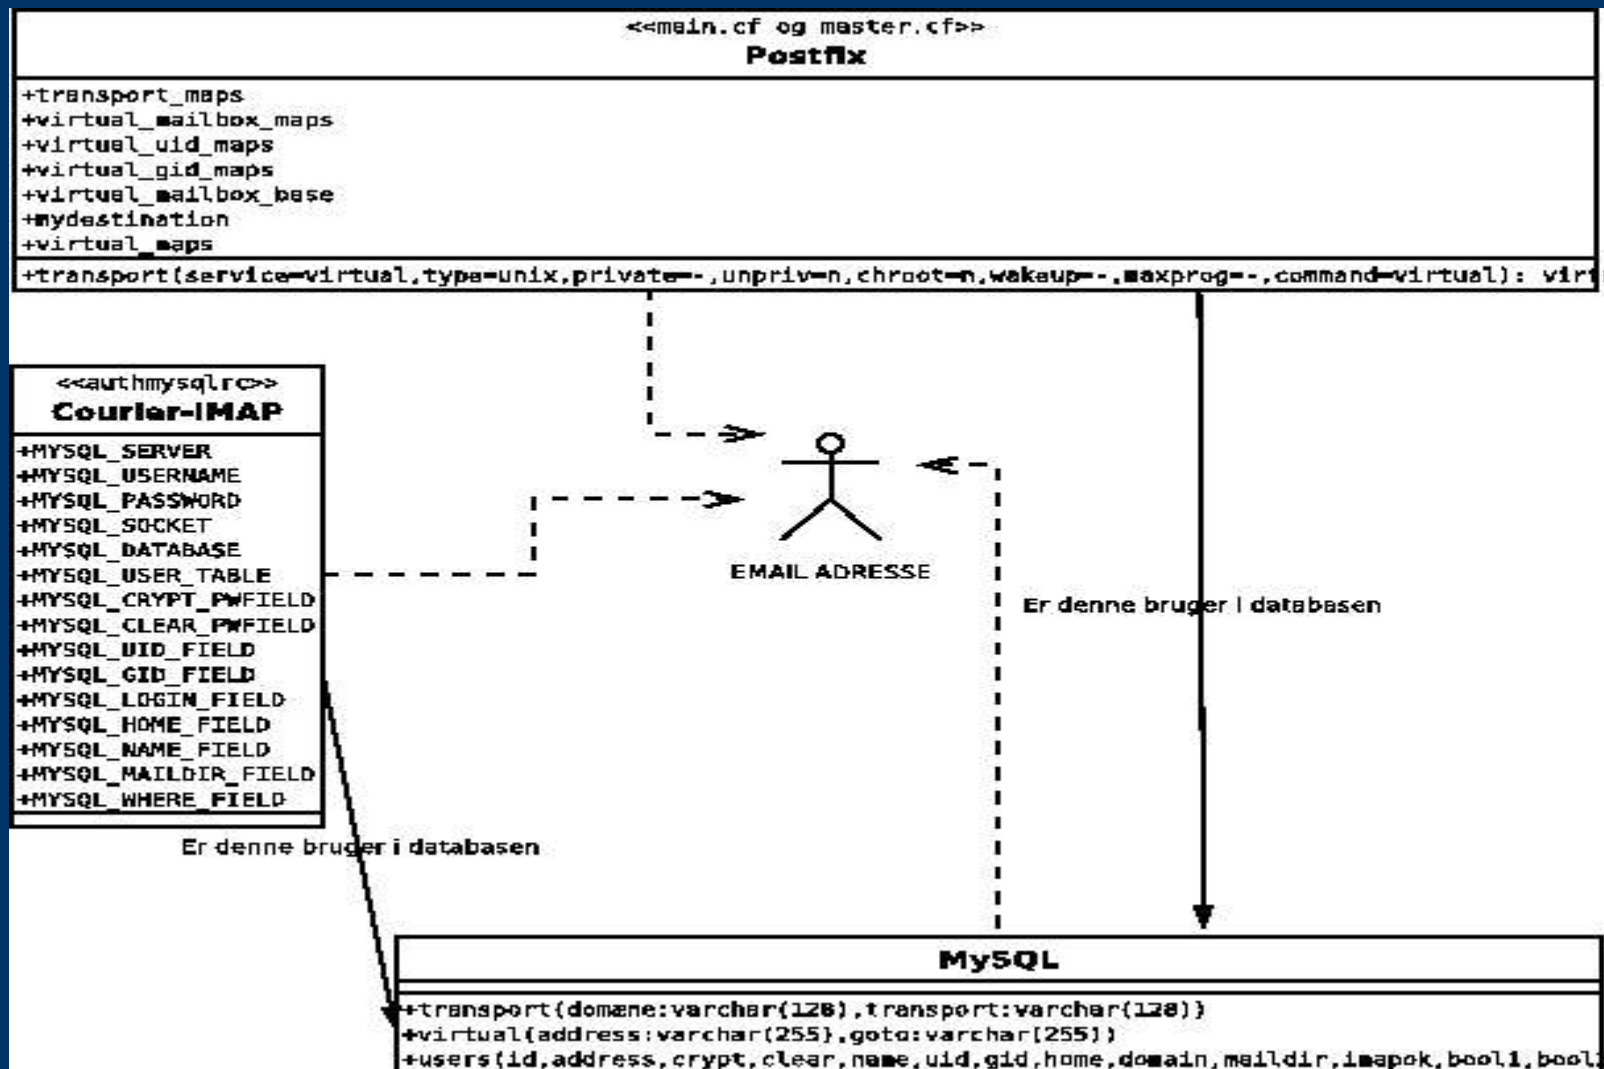 <<main.cf og master.cf>>
Postfix
+transport_maps
+virtual_mailbox_maps
+virtual_uid_maps
+virtual_gid_maps
+virtual_mailbox_base
+mydestination
+virtual_maps
+transport(service=virtual,type=unix,private=-,unpriv=n,chroot=n,wakeup=-,maxprog=-,command=virtual): virt
<<authmysqlrc>>
Courier-IMAP
+MYSQL_SERVER
+MYSQL_USERNAME
+MYSQL_PASSWORD
+MYSQL_SOCKET
+MYSQL_DATABASE
+MYSQL_USER_TABLE
+MYSQL_CRYPT_PWFIELD
+MYSQL_CLEAR_PWFIELD
+MYSQL_UID_FIELD
+MYSQL_GID_FIELD
+MYSQL_LOGIN_FIELD
+MYSQL_HOME_FIELD
+MYSQL_NAME_FIELD
+MYSQL_MAILDIR_FIELD
+MYSQL_WHERE_FIELD
EMAIL ADRESSE
Er denne bruger i databasen
Er denne bruger i databasen
MySQL
+transport(domæne:varchar(128),transport:varchar(128))
+virtual(address:varchar(255),goto:varchar(255))
+users(id,address,crypt,clear,name,uid,gid,home,domain,maildir,imapok,bool1,bool